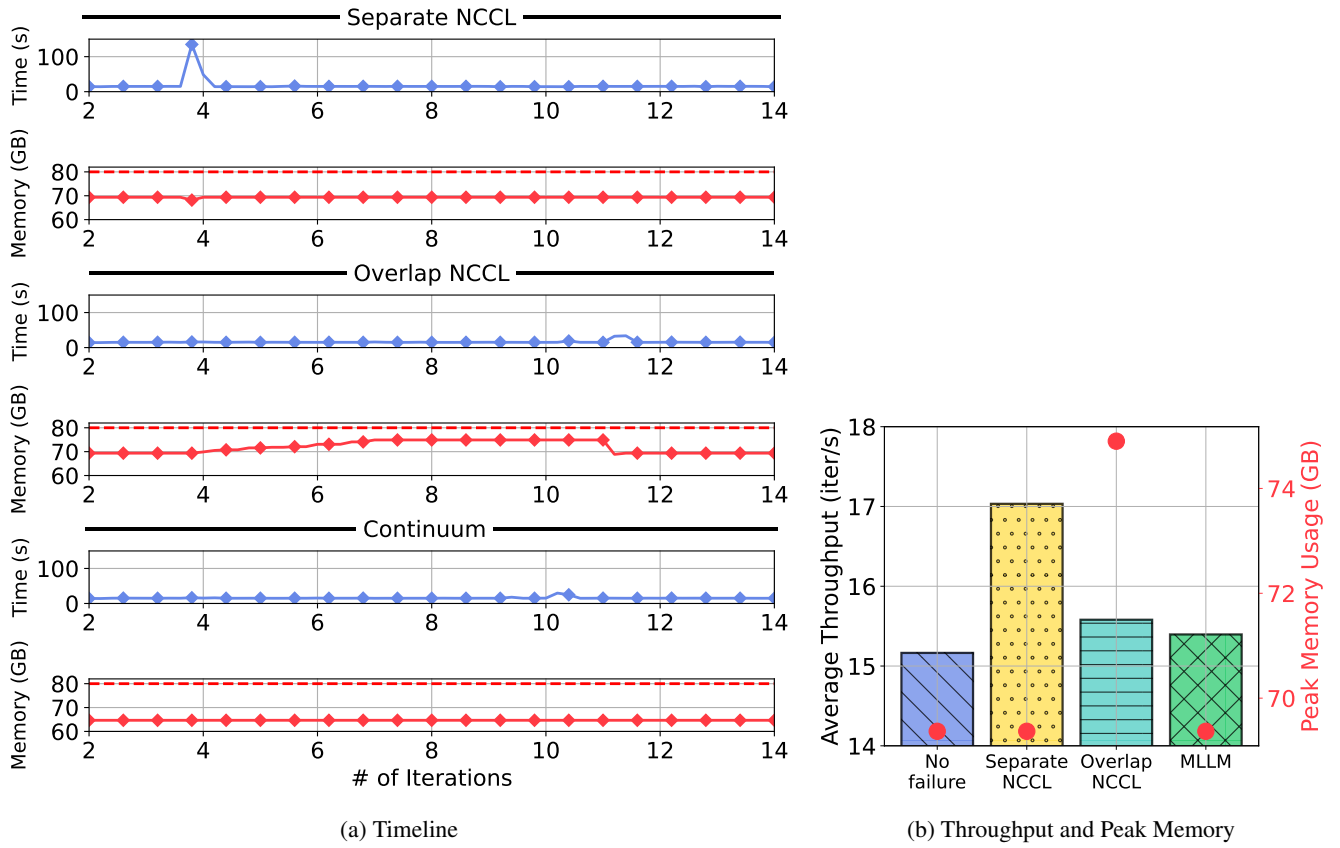 Separate NCCL
Time (s)
100
0
2 4 6 8 10 12 14
Memory (GB)
80
70
60
2 4 6 8 10 12 14
Overlap NCCL
Time (s)
100
0
2 4 6 8 10 12 14
Memory (GB)
80
70
60
2 4 6 8 10 12 14
Continuum
Time (s)
100
0
2 4 6 8 10 12 14
Memory (GB)
80
70
60
2 4 6 8 10 12 14
# of Iterations
(a) Timeline
Average Throughput (iter/s)
18
17
16
15
14
No failure
Separate NCCL
Overlap NCCL
MLLM
74
72
70
Peak Memory Usage (GB)
(b) Throughput and Peak Memory